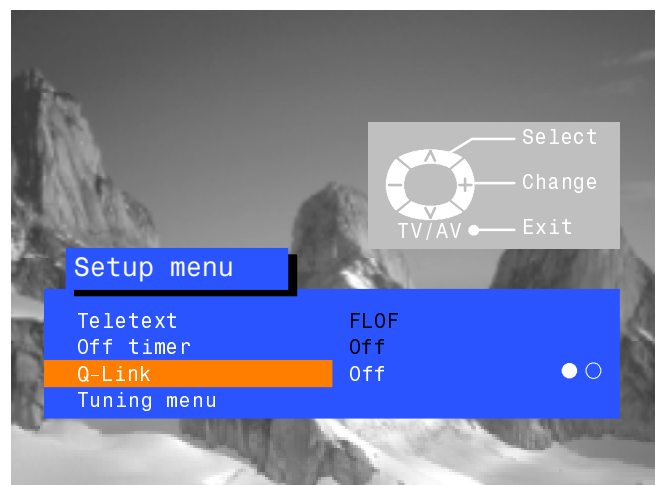 Select
Change
TV/AV Exit
Setup menu
Teletext FLOF
Off timer Off
Q-Link Off
Tuning menu